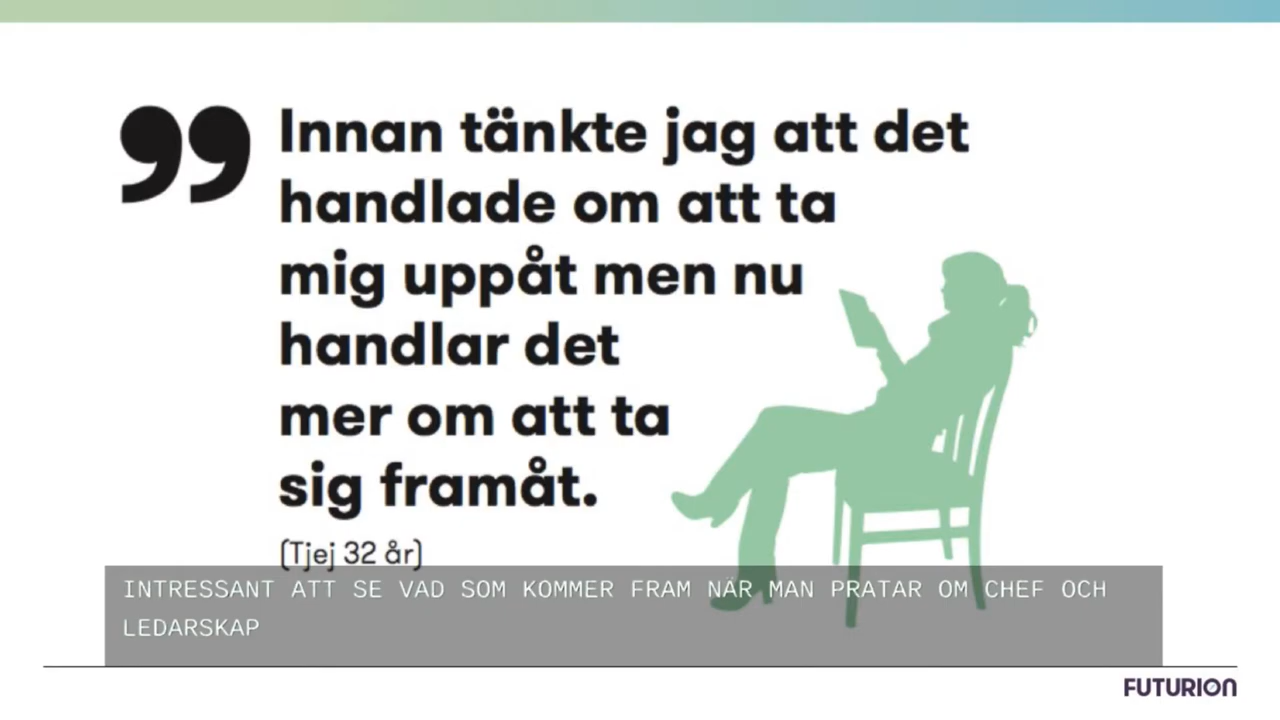 ”
Innan tänkte jag att det
handlade om att ta
mig uppåt men nu
handlar det
mer om att ta
sig framåt.
(Tjej 32 år)
INTRESSANT ATT SE VAD SOM KOMMER FRAM NÄR MAN PRATAR OM CHEF OCH
LEDARSKAP
FUTURION